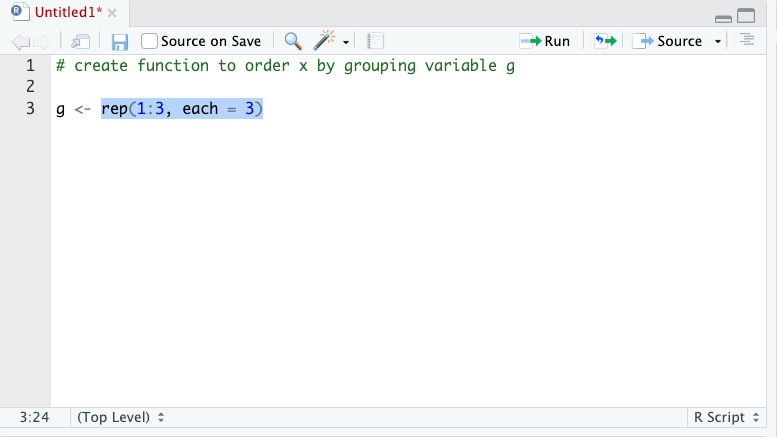 R Untitled1*
Source on Save Run Source
1 # create function to order x by grouping variable g
2
3 g <- rep(1:3, each = 3)
3:24 (Top Level) R Script